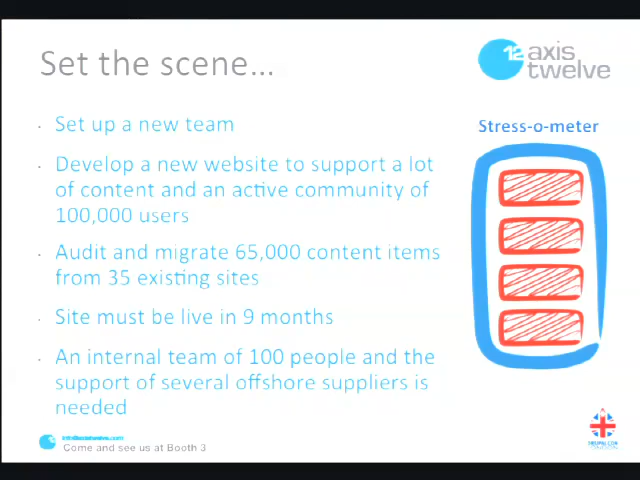 Set the scene...
12 axis
twelve
Stress-o-meter
· Set up a new team
· Develop a new website to support a lot
of content and an active community of
100,000 users
· Audit and migrate 65,000 content items
from 35 existing sites
· Site must be live in 9 months
· An internal team of 100 people and the
support of several offshore suppliers is
needed
12
info@axistwelve.com
Come and see us at Booth 3
DRUPALCON